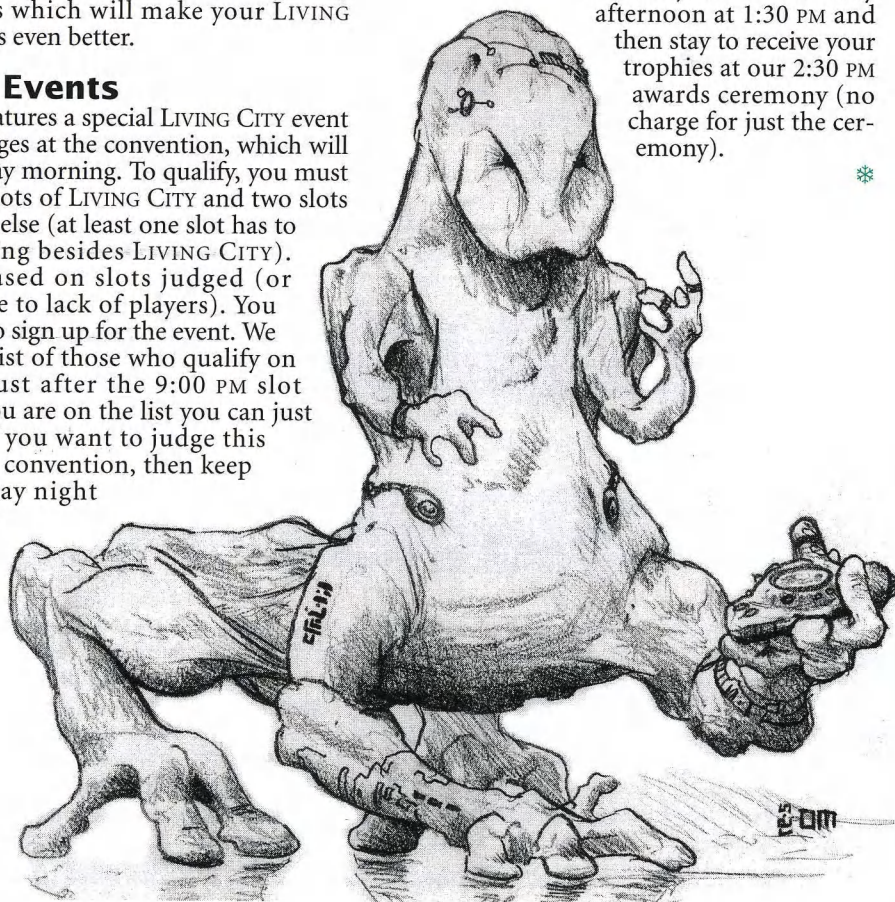 s which will make your LIVING
s even better.
Events
atures a special LIVING CITY event
ges at the convention, which will
ay morning. To qualify, you must
ots of LIVING CITY and two slots
else (at least one slot has to
ng besides LIVING CITY).
ased on slots judged (or
e to lack of players). You
o sign up for the event. We
ist of those who qualify on
ust after the 9:00 PM slot
ou are on the list you can just
you want to judge this
convention, then keep
ay night
afternoon at 1:30 PM and
then stay to receive your
trophies at our 2:30 PM
awards ceremony (no
charge for just the cer-
emony).